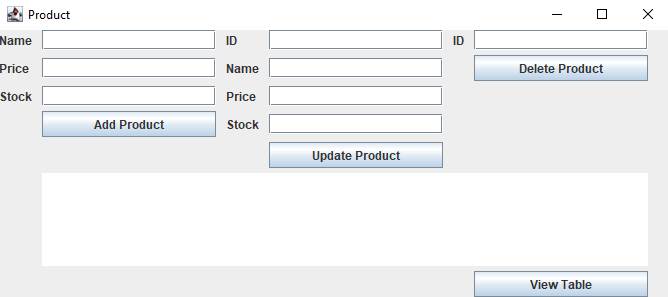 Product
Name ID ID
Price Name Delete Product
Stock Price
Add Product Stock
Update Product
View Table